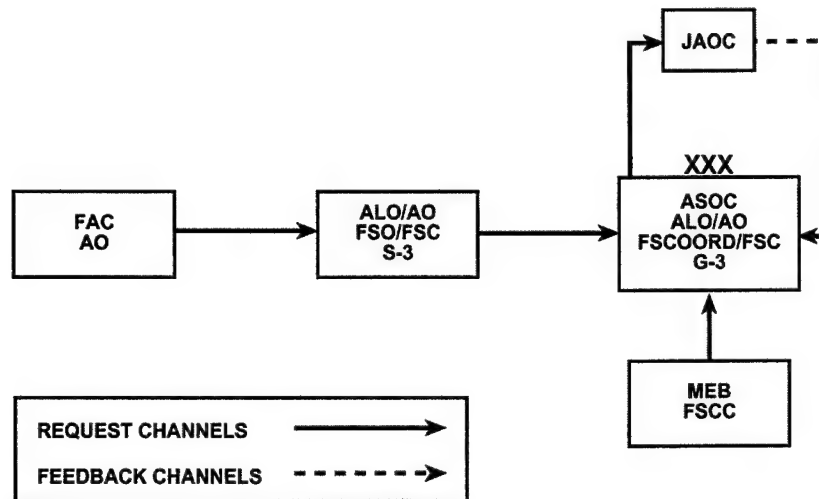 JAOC
XXX
FAC
AO
ALO/AO
FSO/FSC
S-3
ASOC
ALO/AO
FSCOORD/FSC
G-3
MEB
FSCC
REQUEST CHANNELS
FEEDBACK CHANNELS